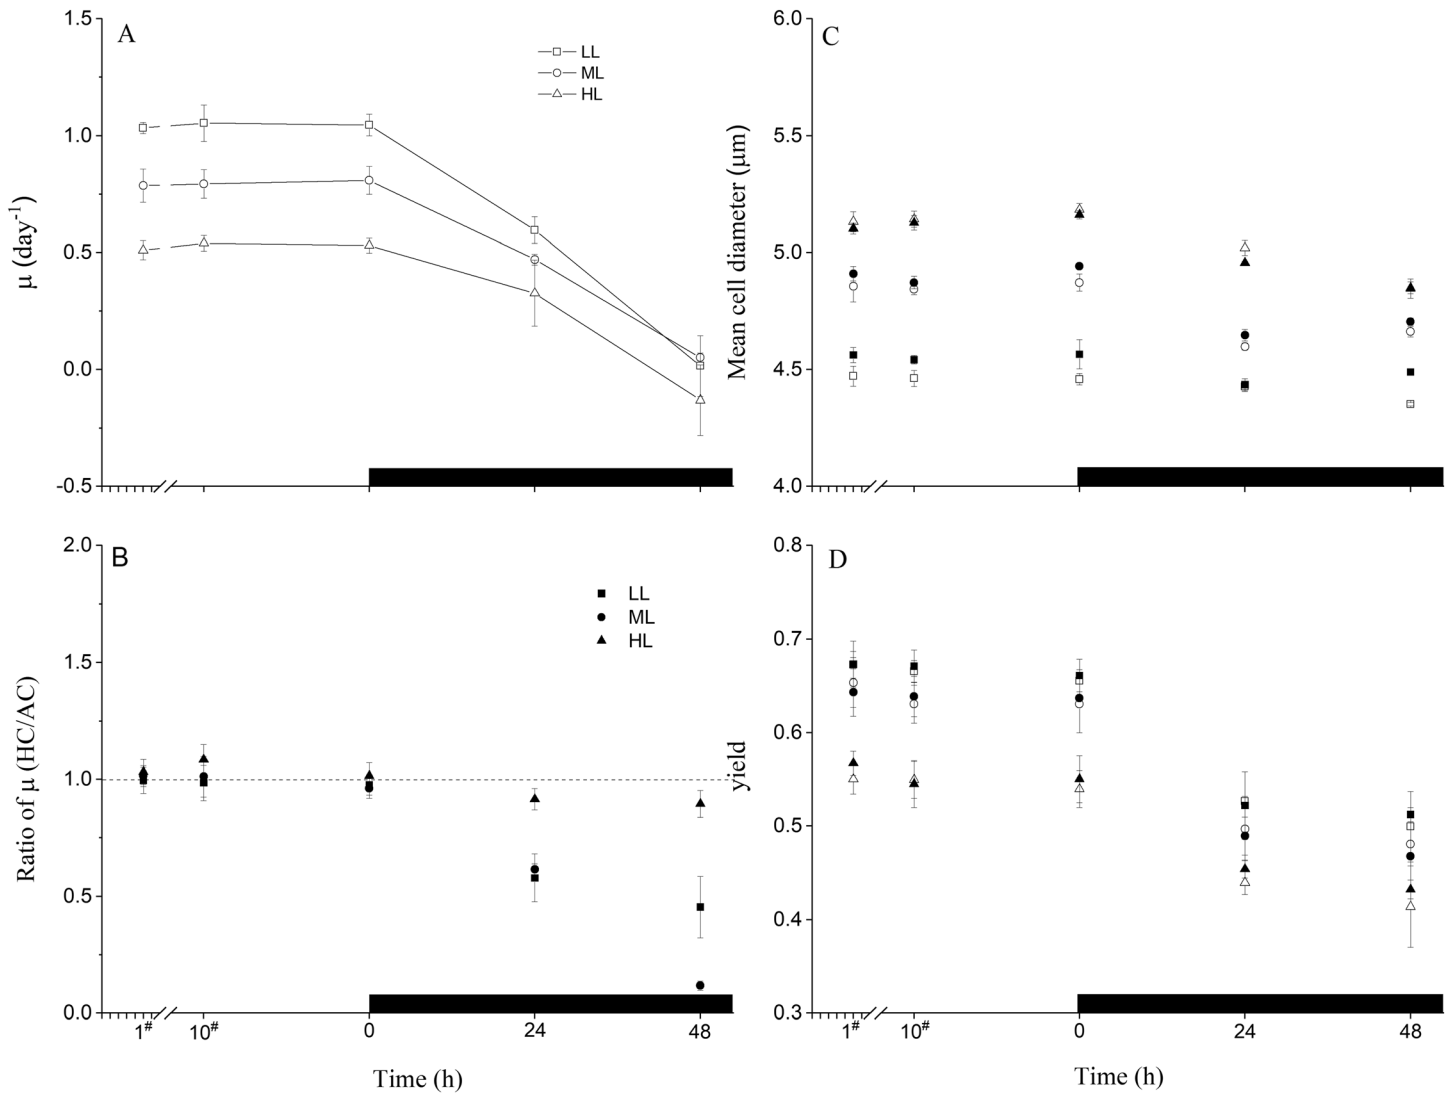 A
LL
ML
HL
1.5
1.0
0.5
0.0
-0.5
μ (day⁻¹)
C
6.0
5.5
5.0
4.5
4.0
Mean cell diameter (μm)
B
LL
ML
HL
2.0
1.5
1.0
0.5
0.0
Ratio of μ (HC/AC)
1# 10# 0 24 48
Time (h)
D
0.8
0.7
0.6
0.5
0.4
0.3
yield
1# 10# 0 24 48
Time (h)